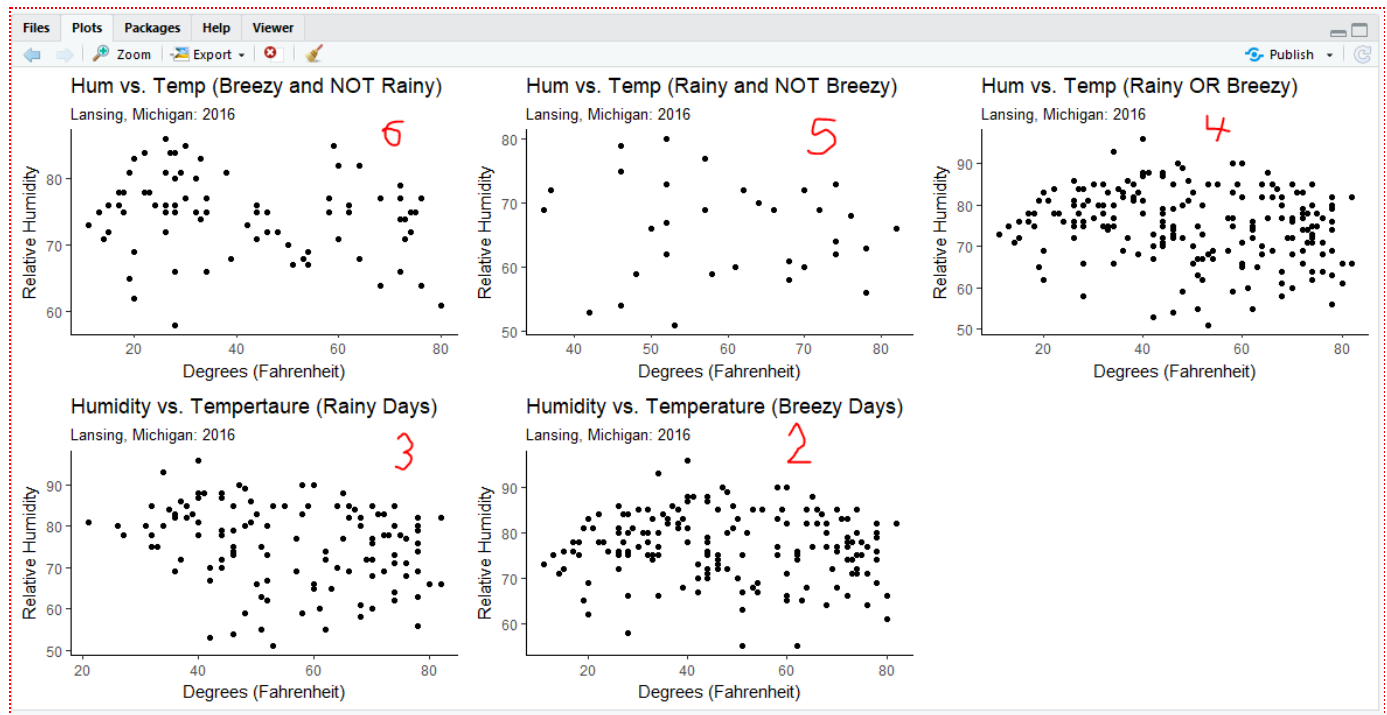 Files Plots Packages Help Viewer
Zoom Export Publish
Hum vs. Temp (Breezy and NOT Rainy)
Lansing, Michigan: 2016
6
80
70
60
Relative Humidity
20 40 60 80
Degrees (Fahrenheit)
Hum vs. Temp (Rainy and NOT Breezy)
Lansing, Michigan: 2016
5
80
70
60
50
Relative Humidity
40 50 60 70 80
Degrees (Fahrenheit)
Hum vs. Temp (Rainy OR Breezy)
Lansing, Michigan: 2016
4
90
80
70
60
50
Relative Humidity
20 40 60 80
Degrees (Fahrenheit)
Humidity vs. Tempertaure (Rainy Days)
Lansing, Michigan: 2016
3
90
80
70
60
50
Relative Humidity
20 40 60 80
Degrees (Fahrenheit)
Humidity vs. Temperature (Breezy Days)
Lansing, Michigan: 2016
2
90
80
70
60
Relative Humidity
20 40 60 80
Degrees (Fahrenheit)